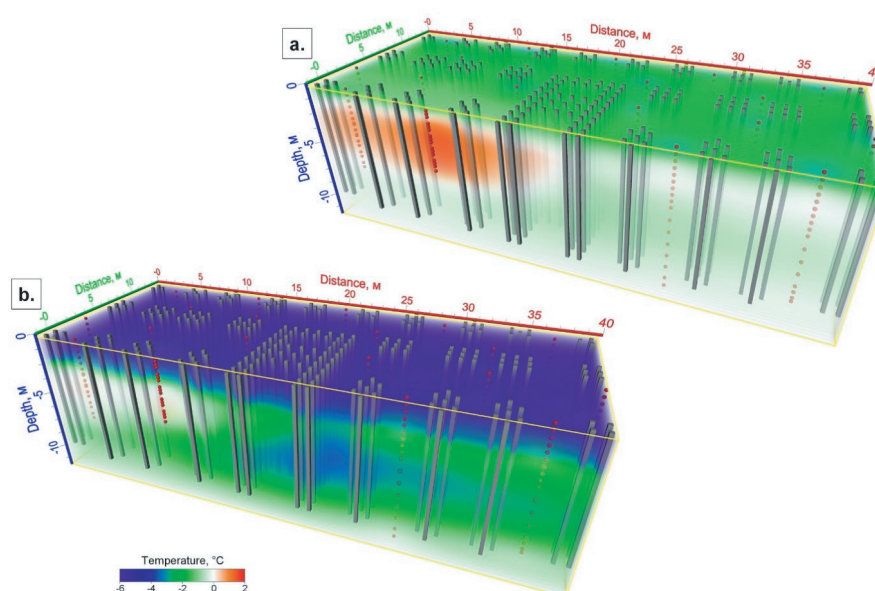 a.
Distance, м
-0 5 10 15 20 25 30 35 40
Distance, м
-0 5 10
0 -5 -10
Depth, м
b.
Distance, м
-0 5 10 15 20 25 30 35 40
Distance, м
-0 5 10
0 -5 -10
Depth, м
Temperature, °C
-6 -4 -2 0 2